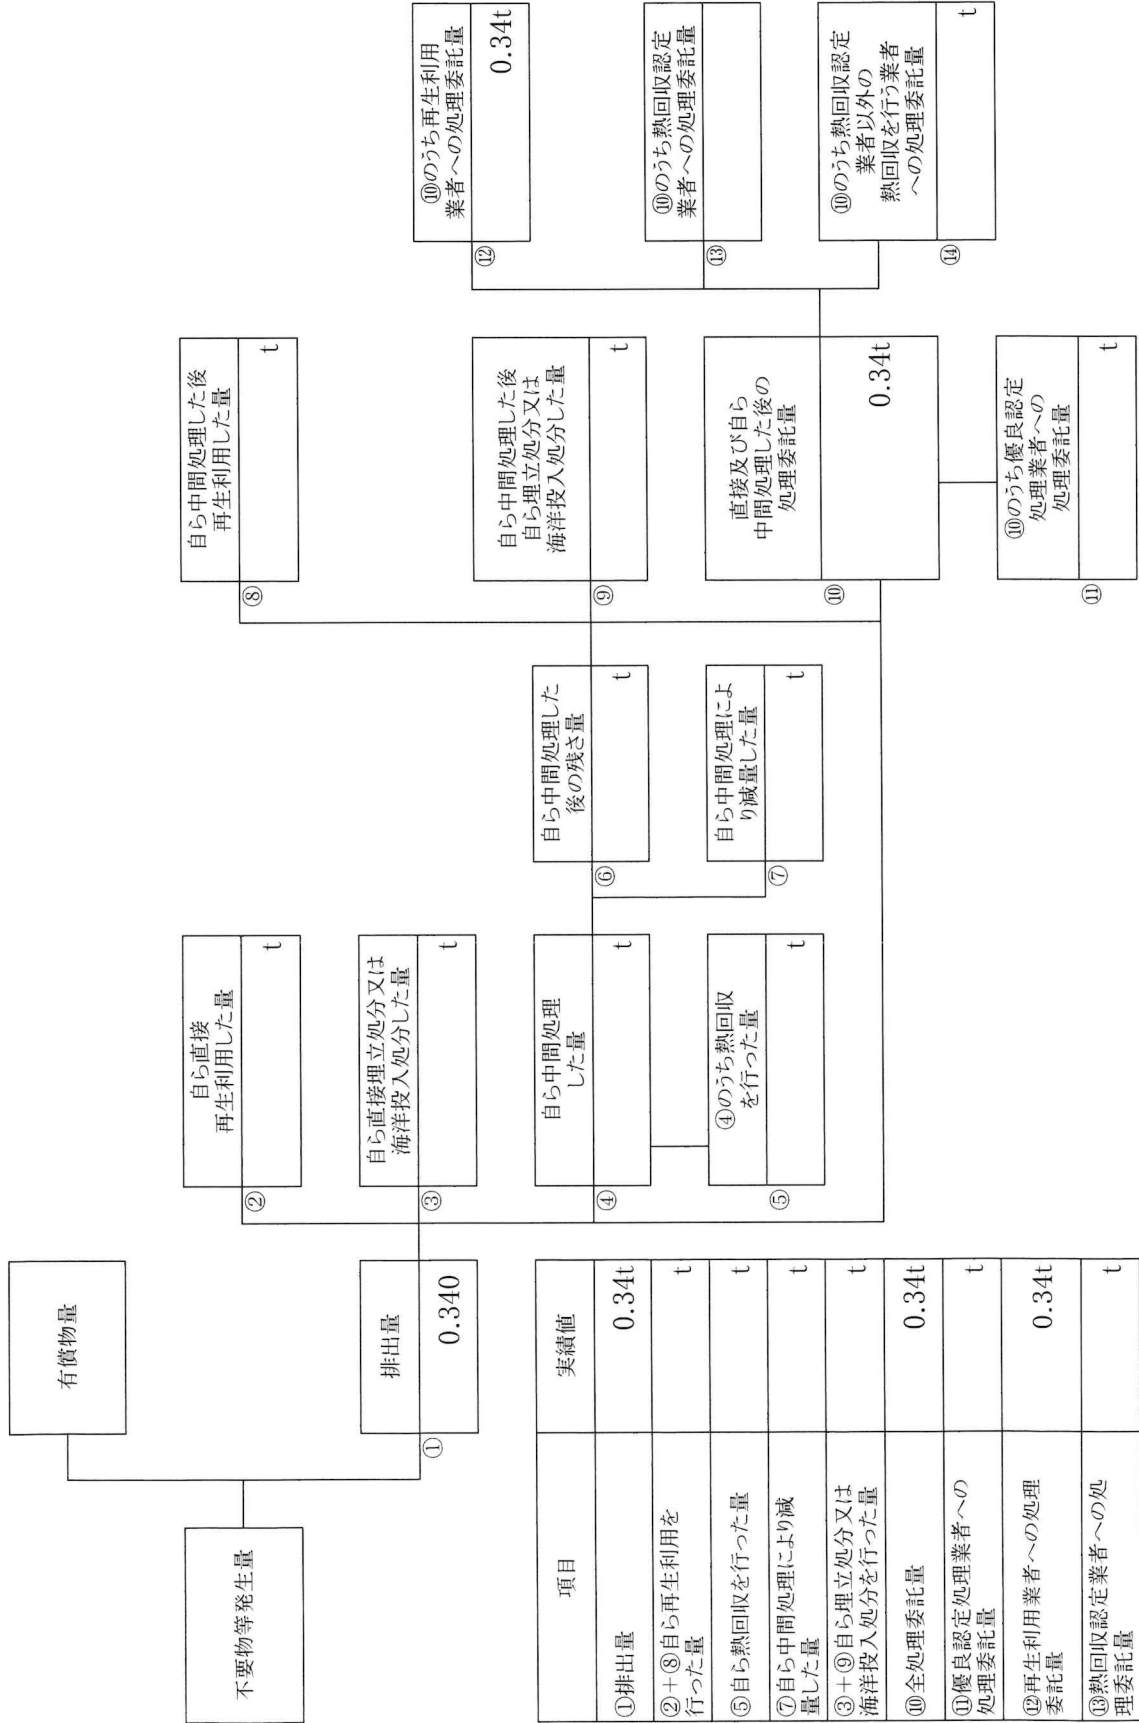 不要物等発生量
有償物量
①
排出量
0.340
②
自ら直接
再生利用した量
t
③
自ら直接埋立処分又は
海洋投入処分した量
t
④
自ら中間処理
した量
t
⑤
④のうち熱回収
を行った量
t
⑥
自ら中間処理した
後の残さ量
t
⑦
自ら中間処理によ
り減量した量
t
⑧
自ら中間処理した後
再生利用した量
t
⑨
自ら中間処理した後
自ら埋立処分又は
海洋投入処分した量
t
⑩
直接及び自ら
中間処理した後の
処理委託量
0.34t
⑪
⑩のうち優良認定
処理業者への
処理委託量
t
⑫
⑩のうち再生利用
業者への処理委託量
0.34t
⑬
⑩のうち熱回収認定
業者への処理委託量
⑭
⑩のうち熱回収認定
業者以外の
熱回収を行う業者
への処理委託量
t
項目
実績値
①排出量
0.34t
②+⑧自ら再生利用を
行った量
t
⑤自ら熱回収を行った量
t
⑦自ら中間処理により減
量した量
t
③+⑨自ら埋立処分又は
海洋投入処分を行った量
t
⑩全処理委託量
0.34t
⑪優良認定処理業者への
処理委託量
t
⑫再生利用業者への処理
委託量
0.34t
⑬熱回収認定業者への処
理委託量
t